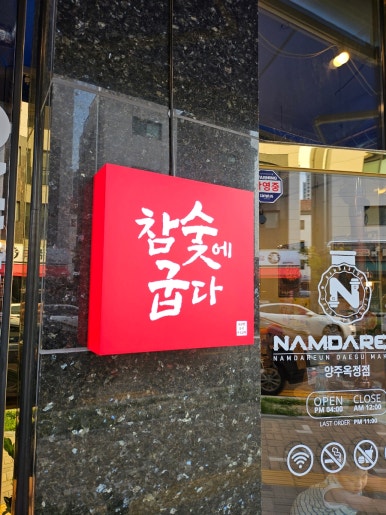 참숯에
굽다
NAMDARE
NAMDAREUN DAEGU MAK
양주옥정점
OPEN
PM 04:00
CLOSE
AM 12:00
LAST ORDER PM 11:00